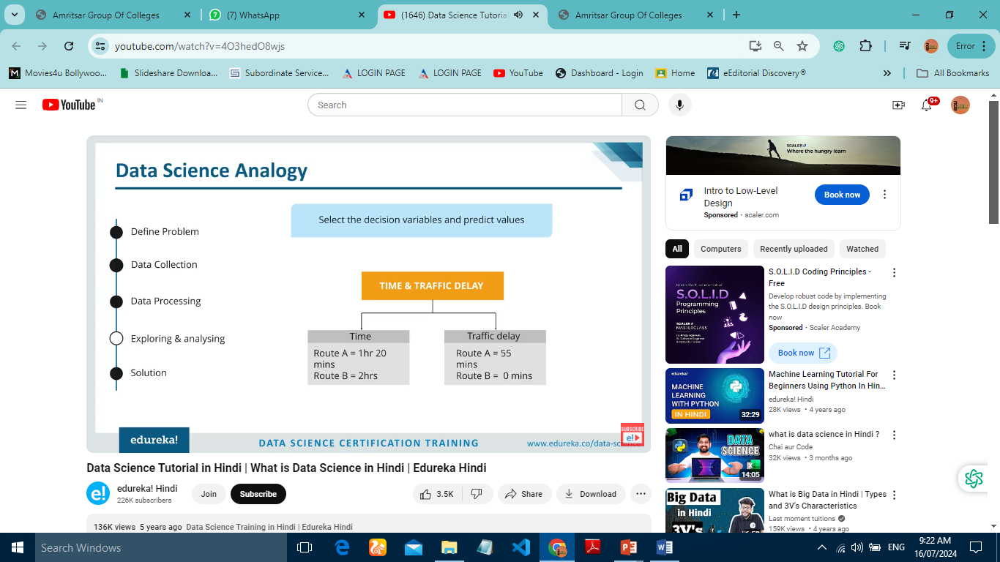 Amritsar Group Of Colleges
(7) WhatsApp
(1646) Data Science Tutorial
Amritsar Group Of Colleges
youtube.com/watch?v=4O3hedO8wjs
Error
Movies4u Bollywoo...
Slideshare Downloa...
Subordinate Service...
LOGIN PAGE
LOGIN PAGE
YouTube
Dashboard - Login
Home
eEditorial Discovery®
All Bookmarks
YouTube IN
Search
9+
Data Science Analogy
Select the decision variables and predict values
Define Problem
Data Collection
Data Processing
Exploring & analysing
Solution
TIME & TRAFFIC DELAY
Time
Route A = 1hr 20
mins
Route B = 2hrs
Traffic delay
Route A = 55
mins
Route B = 0 mins
edureka!
DATA SCIENCE CERTIFICATION TRAINING
www.edureka.co/data-science
SUBSCRIBE
e!
Data Science Tutorial in Hindi | What is Data Science in Hindi | Edureka Hindi
e!
edureka! Hindi
226K subscribers
Join
Subscribe
3.5K
Share
Download
136K views 5 years ago Data Science Training in Hindi | Edureka Hindi
SCALER
Where the hungry learn
Intro to Low-Level
Design
Sponsored · scaler.com
Book now
All
Computers
Recently uploaded
Watched
Master the Fundamentals of
S.O.L.I.D
Programming
Principles
SCALER
MASTERCLASS
S.O.L.I.D Coding Principles -
Free
Develop robust code by implementing
the S.O.L.I.D design principles. Book
now
Sponsored · Scaler Academy
Book now
edureka!
MACHINE
LEARNING
WITH PYTHON
IN HINDI
32:29
Machine Learning Tutorial For
Beginners Using Python In Hin...
edureka! Hindi
28K views • 4 years ago
DATA
SCIENCE
14:05
what is data science in Hindi ?
Chai aur Code
32K views • 3 months ago
Big Data
in Hindi
3V's
What is Big Data in Hindi | Types
and 3V's Characteristics
Last moment tuitions
159K views • 4 years ago
Search Windows
ENG
9:22 AM
16/07/2024